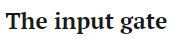 The input gate